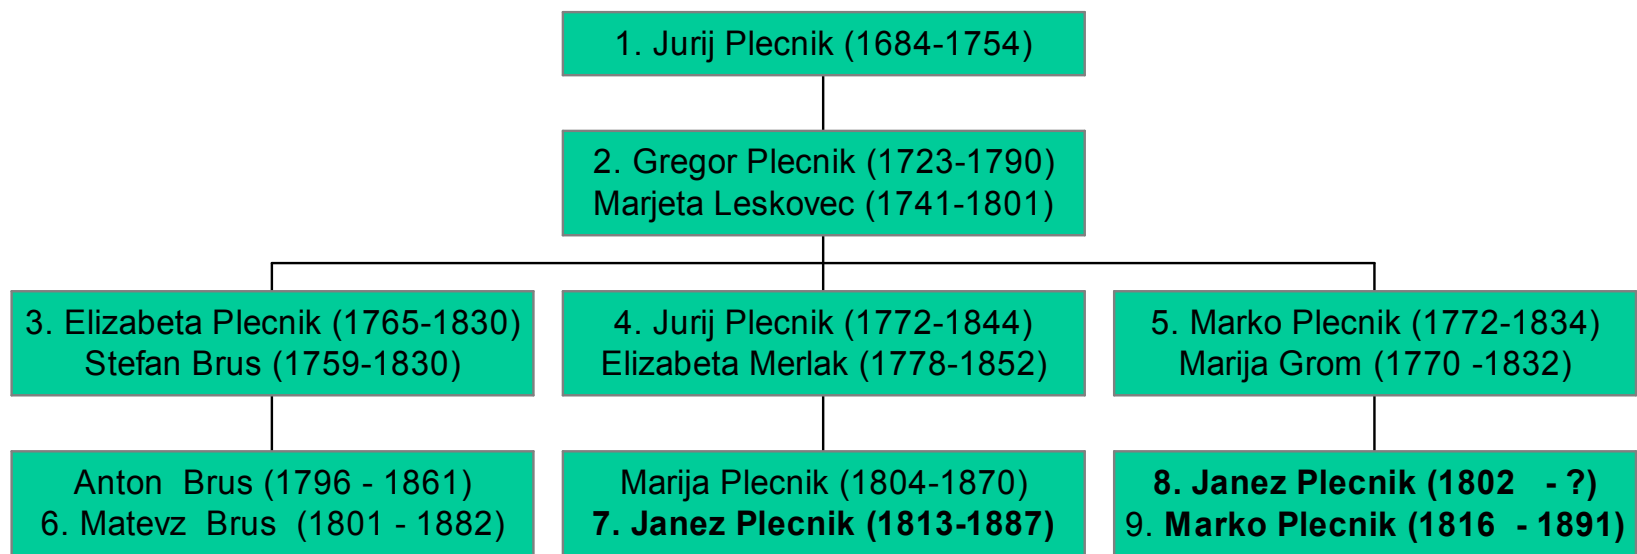 1. Jurij Plecnik (1684-1754)
2. Gregor Plecnik (1723-1790)
Marjeta Leskovec (1741-1801)
3. Elizabeta Plecnik (1765-1830)
Stefan Brus (1759-1830)
4. Jurij Plecnik (1772-1844)
Elizabeta Merlak (1778-1852)
5. Marko Plecnik (1772-1834)
Marija Grom (1770 -1832)
Anton  Brus (1796 - 1861)
6. Matevz  Brus  (1801 - 1882)
Marija Plecnik (1804-1870)
7. Janez Plecnik (1813-1887)
8. Janez Plecnik (1802   - ?)
9. Marko Plecnik (1816  - 1891)